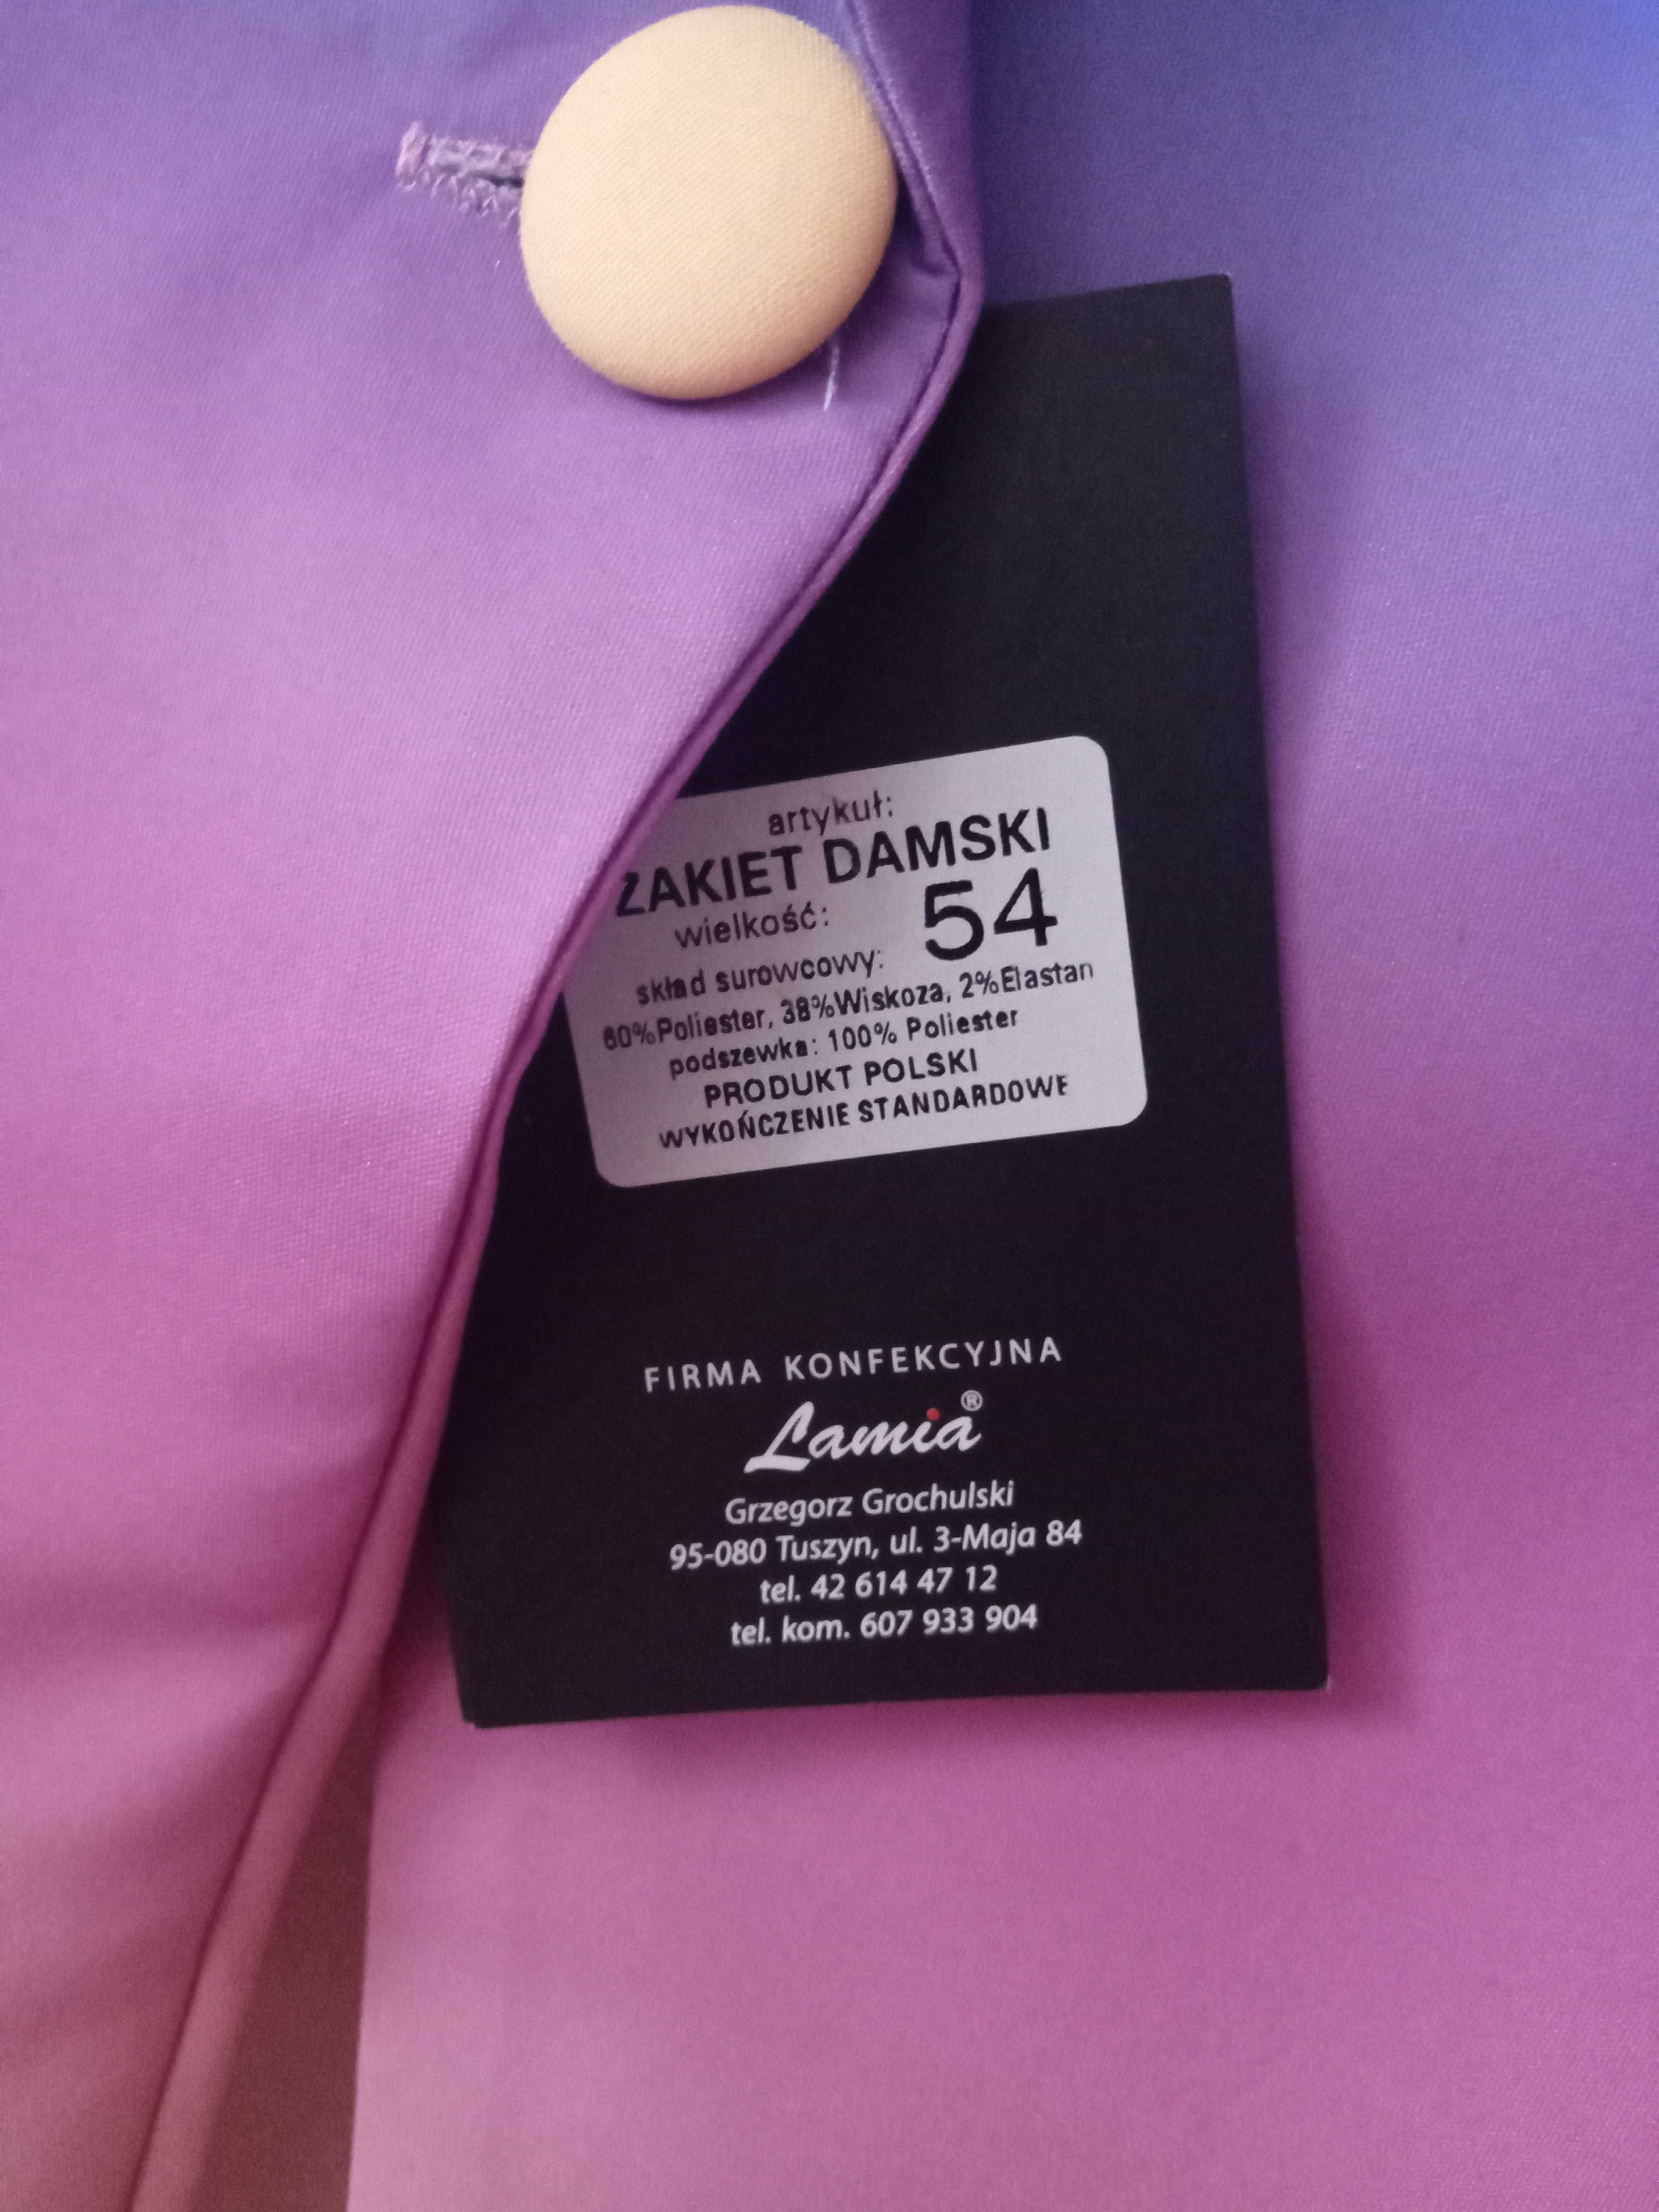 artykuł:
ŻAKIET DAMSKI
wielkość: 54
skład surowcowy:
60%Poliester, 38%Wiskoza, 2%Elastan
podszewka: 100% Poliester
PRODUKT POLSKI
WYKOŃCZENIE STANDARDOWE
FIRMA KONFEKCYJNA
Lamia®
Grzegorz Grochulski
95-080 Tuszyn, ul. 3-Maja 84
tel. 42 614 47 12
tel. kom. 607 933 904